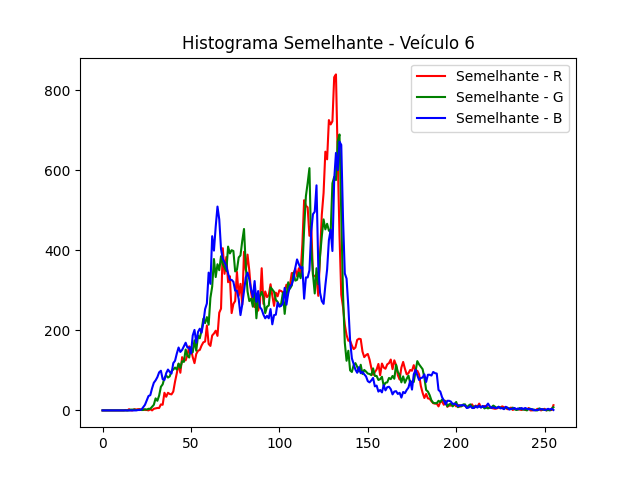 Histograma Semelhante - Veículo 6
Semelhante - R
Semelhante - G
Semelhante - B
800
600
400
200
0
0 50 100 150 200 250